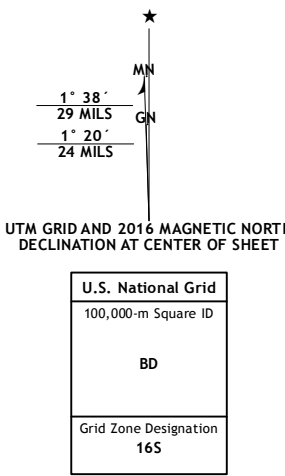 MN
1° 38´
29 MILS
GN
1° 20´
24 MILS
UTM GRID AND 2016 MAGNETIC NORTH
DECLINATION AT CENTER OF SHEET
U.S. National Grid
100,000-m Square ID
BD
Grid Zone Designation
16S